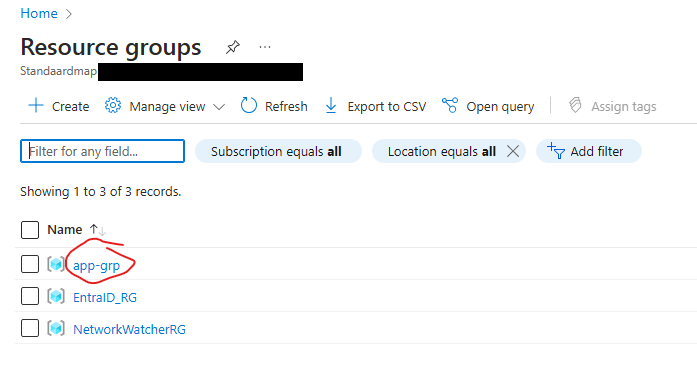 Home >
Resource groups ...
Standaardmap
+ Create Manage view Refresh Export to CSV Open query Assign tags
Filter for any field... Subscription equals all Location equals all Add filter
Showing 1 to 3 of 3 records.
Name ↑↓
app-grp
EntraID_RG
NetworkWatcherRG